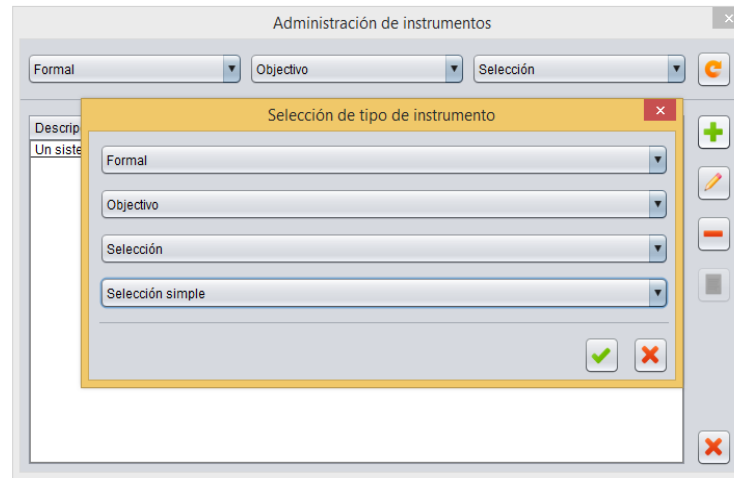 Administración de instrumentos
Formal Objectivo Selección
Selección de tipo de instrumento
Descrip
Un siste
Formal
Objectivo
Selección
Selección simple